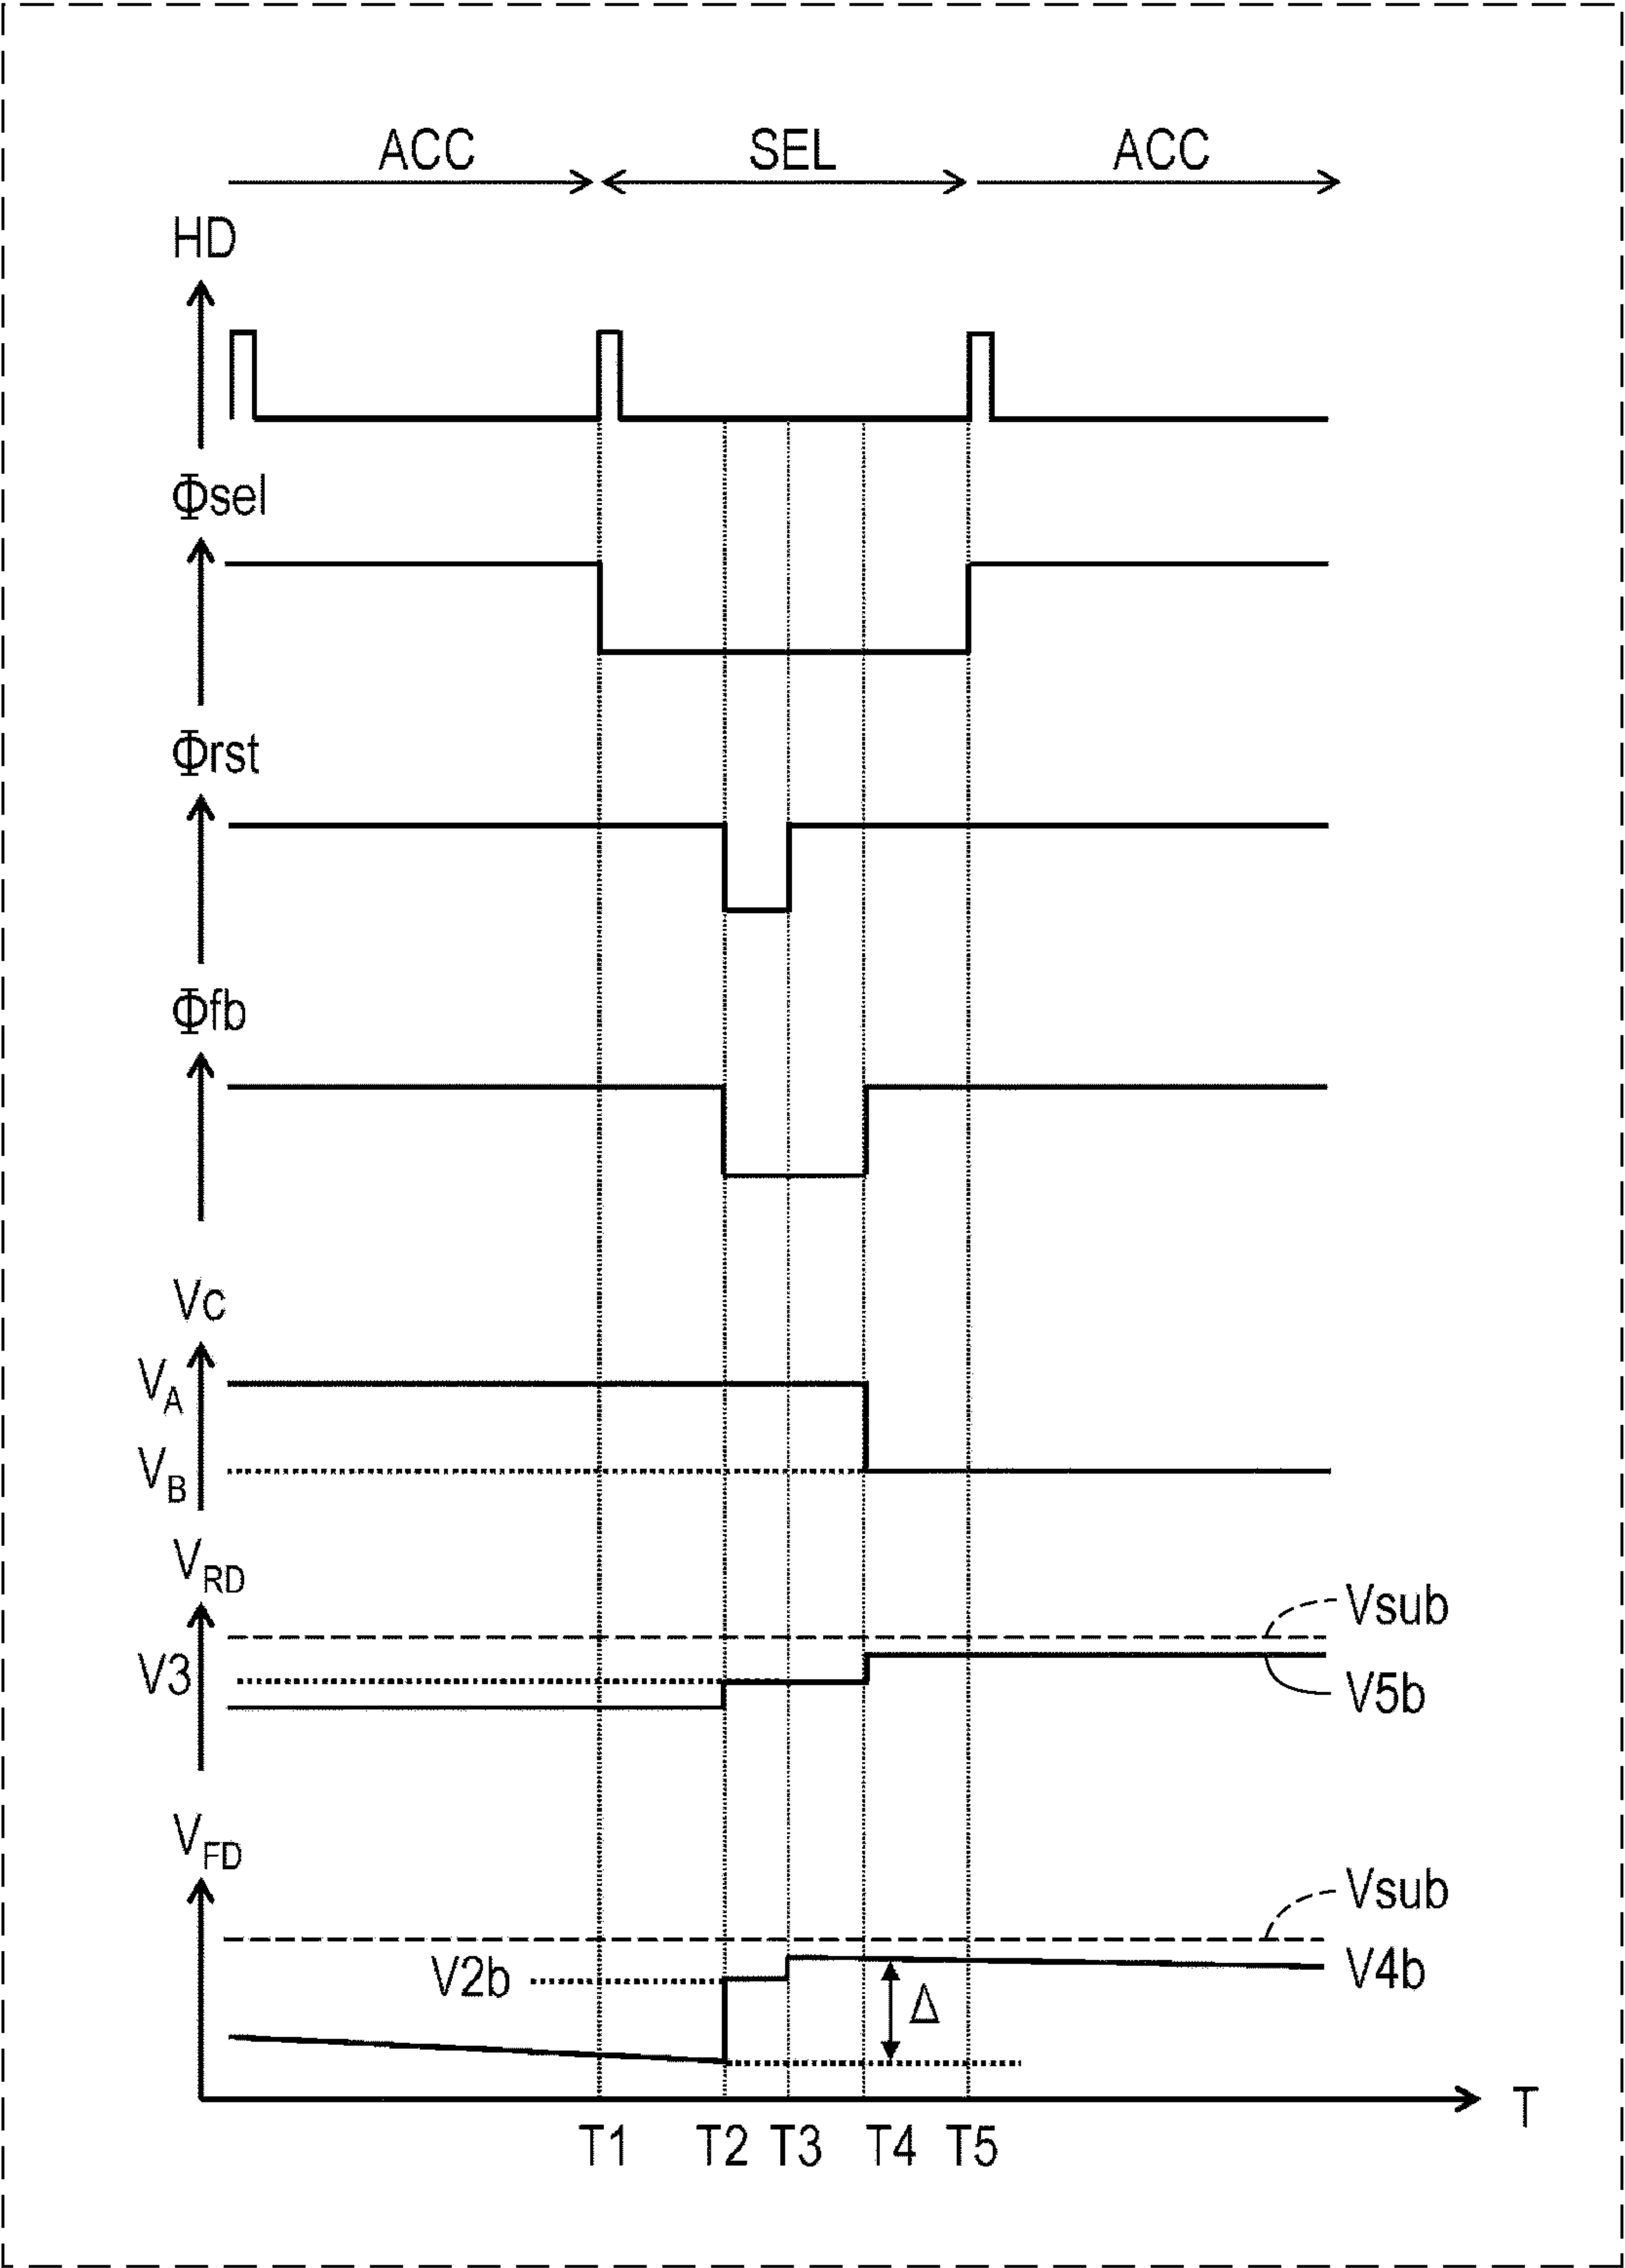 ACC SEL ACC
HD
Φsel
Φrst
Φfb
Vc
VA
VB
VRD
Vsub
V3
V5b
VFD
Vsub
V2b
V4b
Δ
T
T1 T2 T3 T4 T5